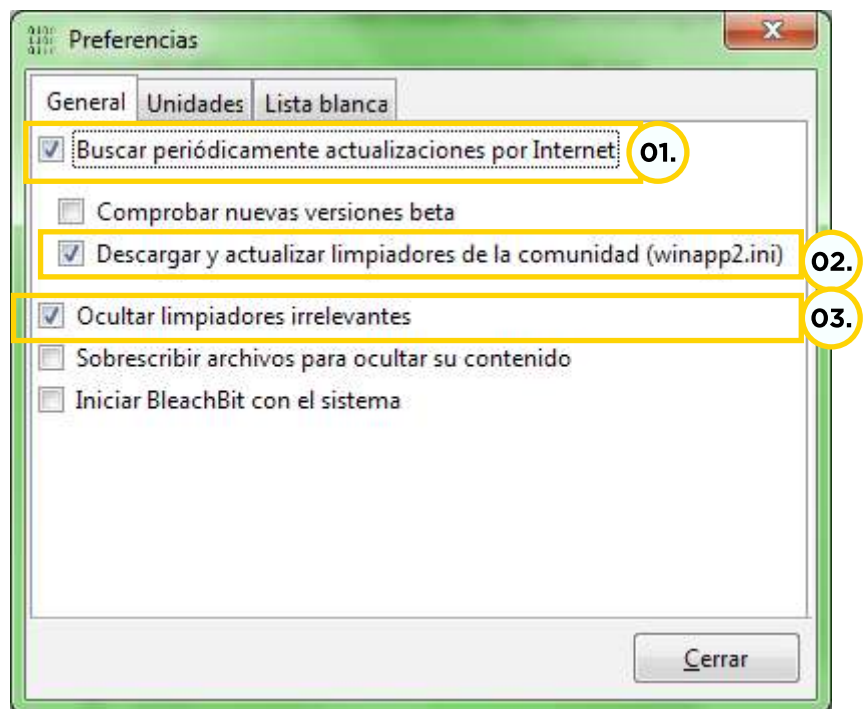 Preferencias
General Unidades Lista blanca
Buscar periódicamente actualizaciones por Internet 01.
Comprobar nuevas versiones beta
Descargar y actualizar limpiadores de la comunidad (winapp2.ini) 02.
Ocultar limpiadores irrelevantes 03.
Sobrescribir archivos para ocultar su contenido
Iniciar BleachBit con el sistema
Cerrar